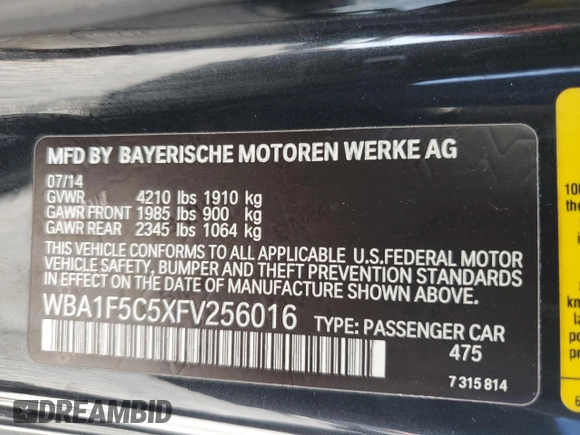 MFD BY BAYERISCHE MOTOREN WERKE AG
07/14
GVWR 4210 lbs 1910 kg
GAWR FRONT 1985 lbs 900 kg
GAWR REAR 2345 lbs 1064 kg
THIS VEHICLE CONFORMS TO ALL APPLICABLE U.S.FEDERAL MOTOR
VEHICLE SAFETY, BUMPER AND THEFT PREVENTION STANDARDS
IN EFFECT ON THE DATE OF MANUFACTURE SHOWN ABOVE.
WBA1F5C5XFV256016 TYPE: PASSENGER CAR
475
7 315 814
DREAMBID